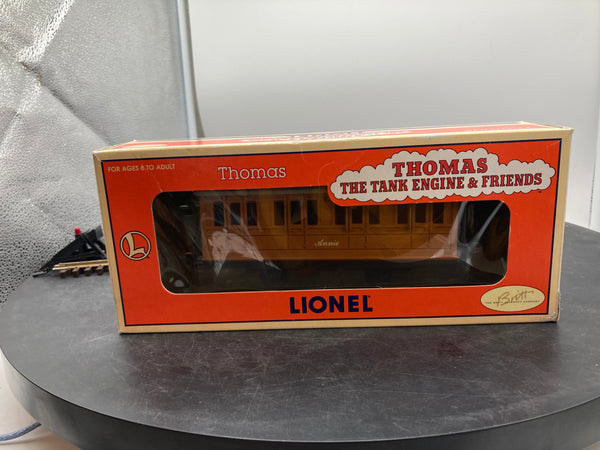 FOR AGES 8 TO ADULT
Thomas
THOMAS
THE TANK ENGINE & FRIENDS
Annie
L
LIONEL
Britt